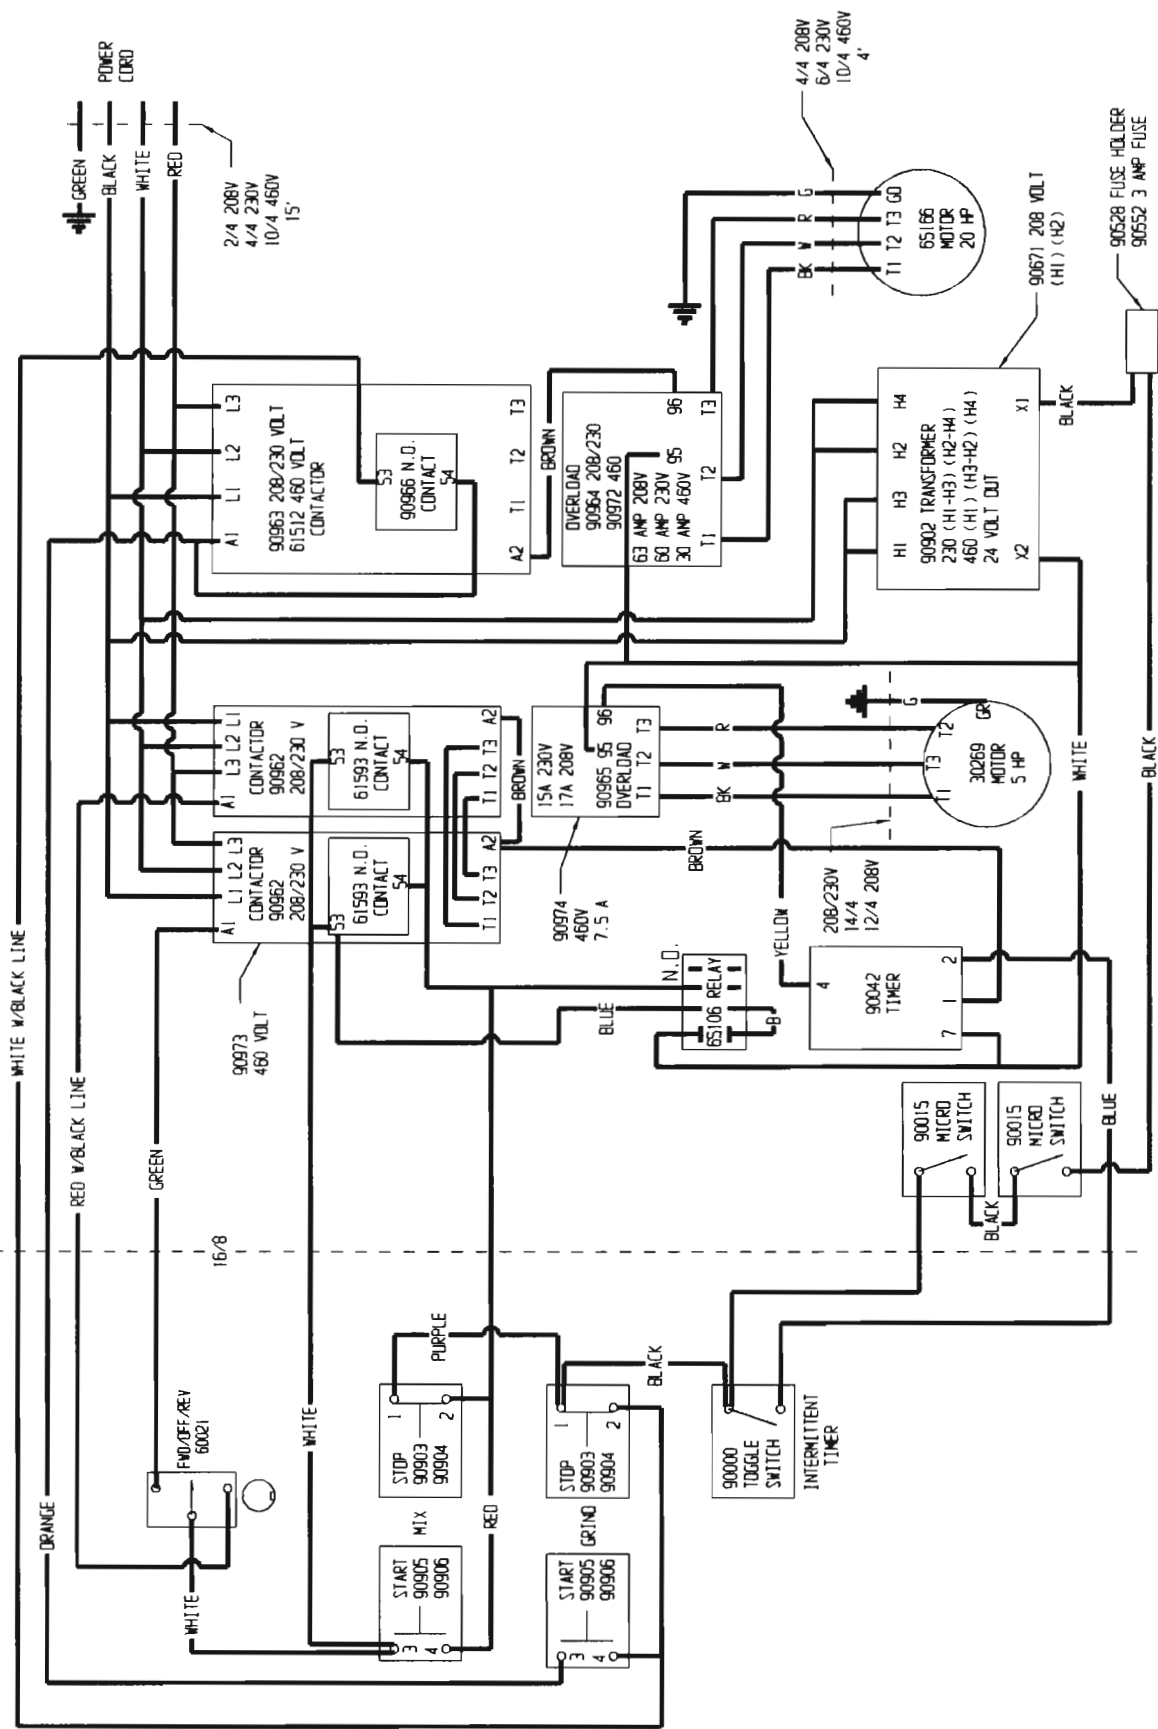 POWER
CORD
GREEN
BLACK
WHITE
RED
2/4 208V
4/4 230V
10/4 460V
15'
WHITE W/BLACK LINE
ORANGE
RED W/BLACK LINE
GREEN
16/8
FWD/OFF/REV
60021
WHITE
WHITE
A1
L1
L2
L3
90963 208/230 VOLT
61512 460 VOLT
CONTACTOR
53
90966 N.O.
CONTACT
54
A2
T1
T2
T3
BROWN
OVERLOAD
90964 208/230
90972 460
63 AMP 208V
60 AMP 230V
30 AMP 460V
96
95
T1
T2
T3
4/4 208V
6/4 230V
10/4 460V
4'
BK
W
R
G
T1 T2 T3 GD
65166
MOTOR
20 HP
H1
H3
H2
H4
90902 TRANSFORMER
230 (H1-H3) (H2-H4)
460 (H1) (H3-H2) (H4)
24 VOLT OUT
X2
X1
90671 208 VOLT
(H1) (H2)
BLACK
90528 FUSE HOLDER
90552 3 AMP FUSE
A1
L3
L2
L1
CONTACTOR
90962
208/230 V
53
61593 N.O.
CONTACT
54
T1 T2 T3
A2
A1
L1
L2
L3
CONTACTOR
90962
208/230 V
53
61593 N.O.
CONTACT
54
T1 T2 T3
A2
BROWN
90973
460 VOLT
15A 230V
17A 208V
90965 95
OVERLOAD
96
T1
T2
T3
90974
460V
7.5 A
BK
W
R
G
T1
T3
T2
GR
30269
MOTOR
5 HP
208/230V
14/4
12/4 208V
BROWN
YELLOW
WHITE
BLACK
N.O.
65106 RELAY
BLUE
B
4
90042
TIMER
7
1
2
90015
MICRO
SWITCH
90015
MICRO
SWITCH
BLACK
BLUE
START
90905
90906
3
4
MIX
STOP
90903
90904
1
2
PURPLE
RED
START
90905
90906
3
4
GRIND
STOP
90903
90904
1
2
BLACK
90000
TOGGLE
SWITCH
INTERMITTENT
TIMER